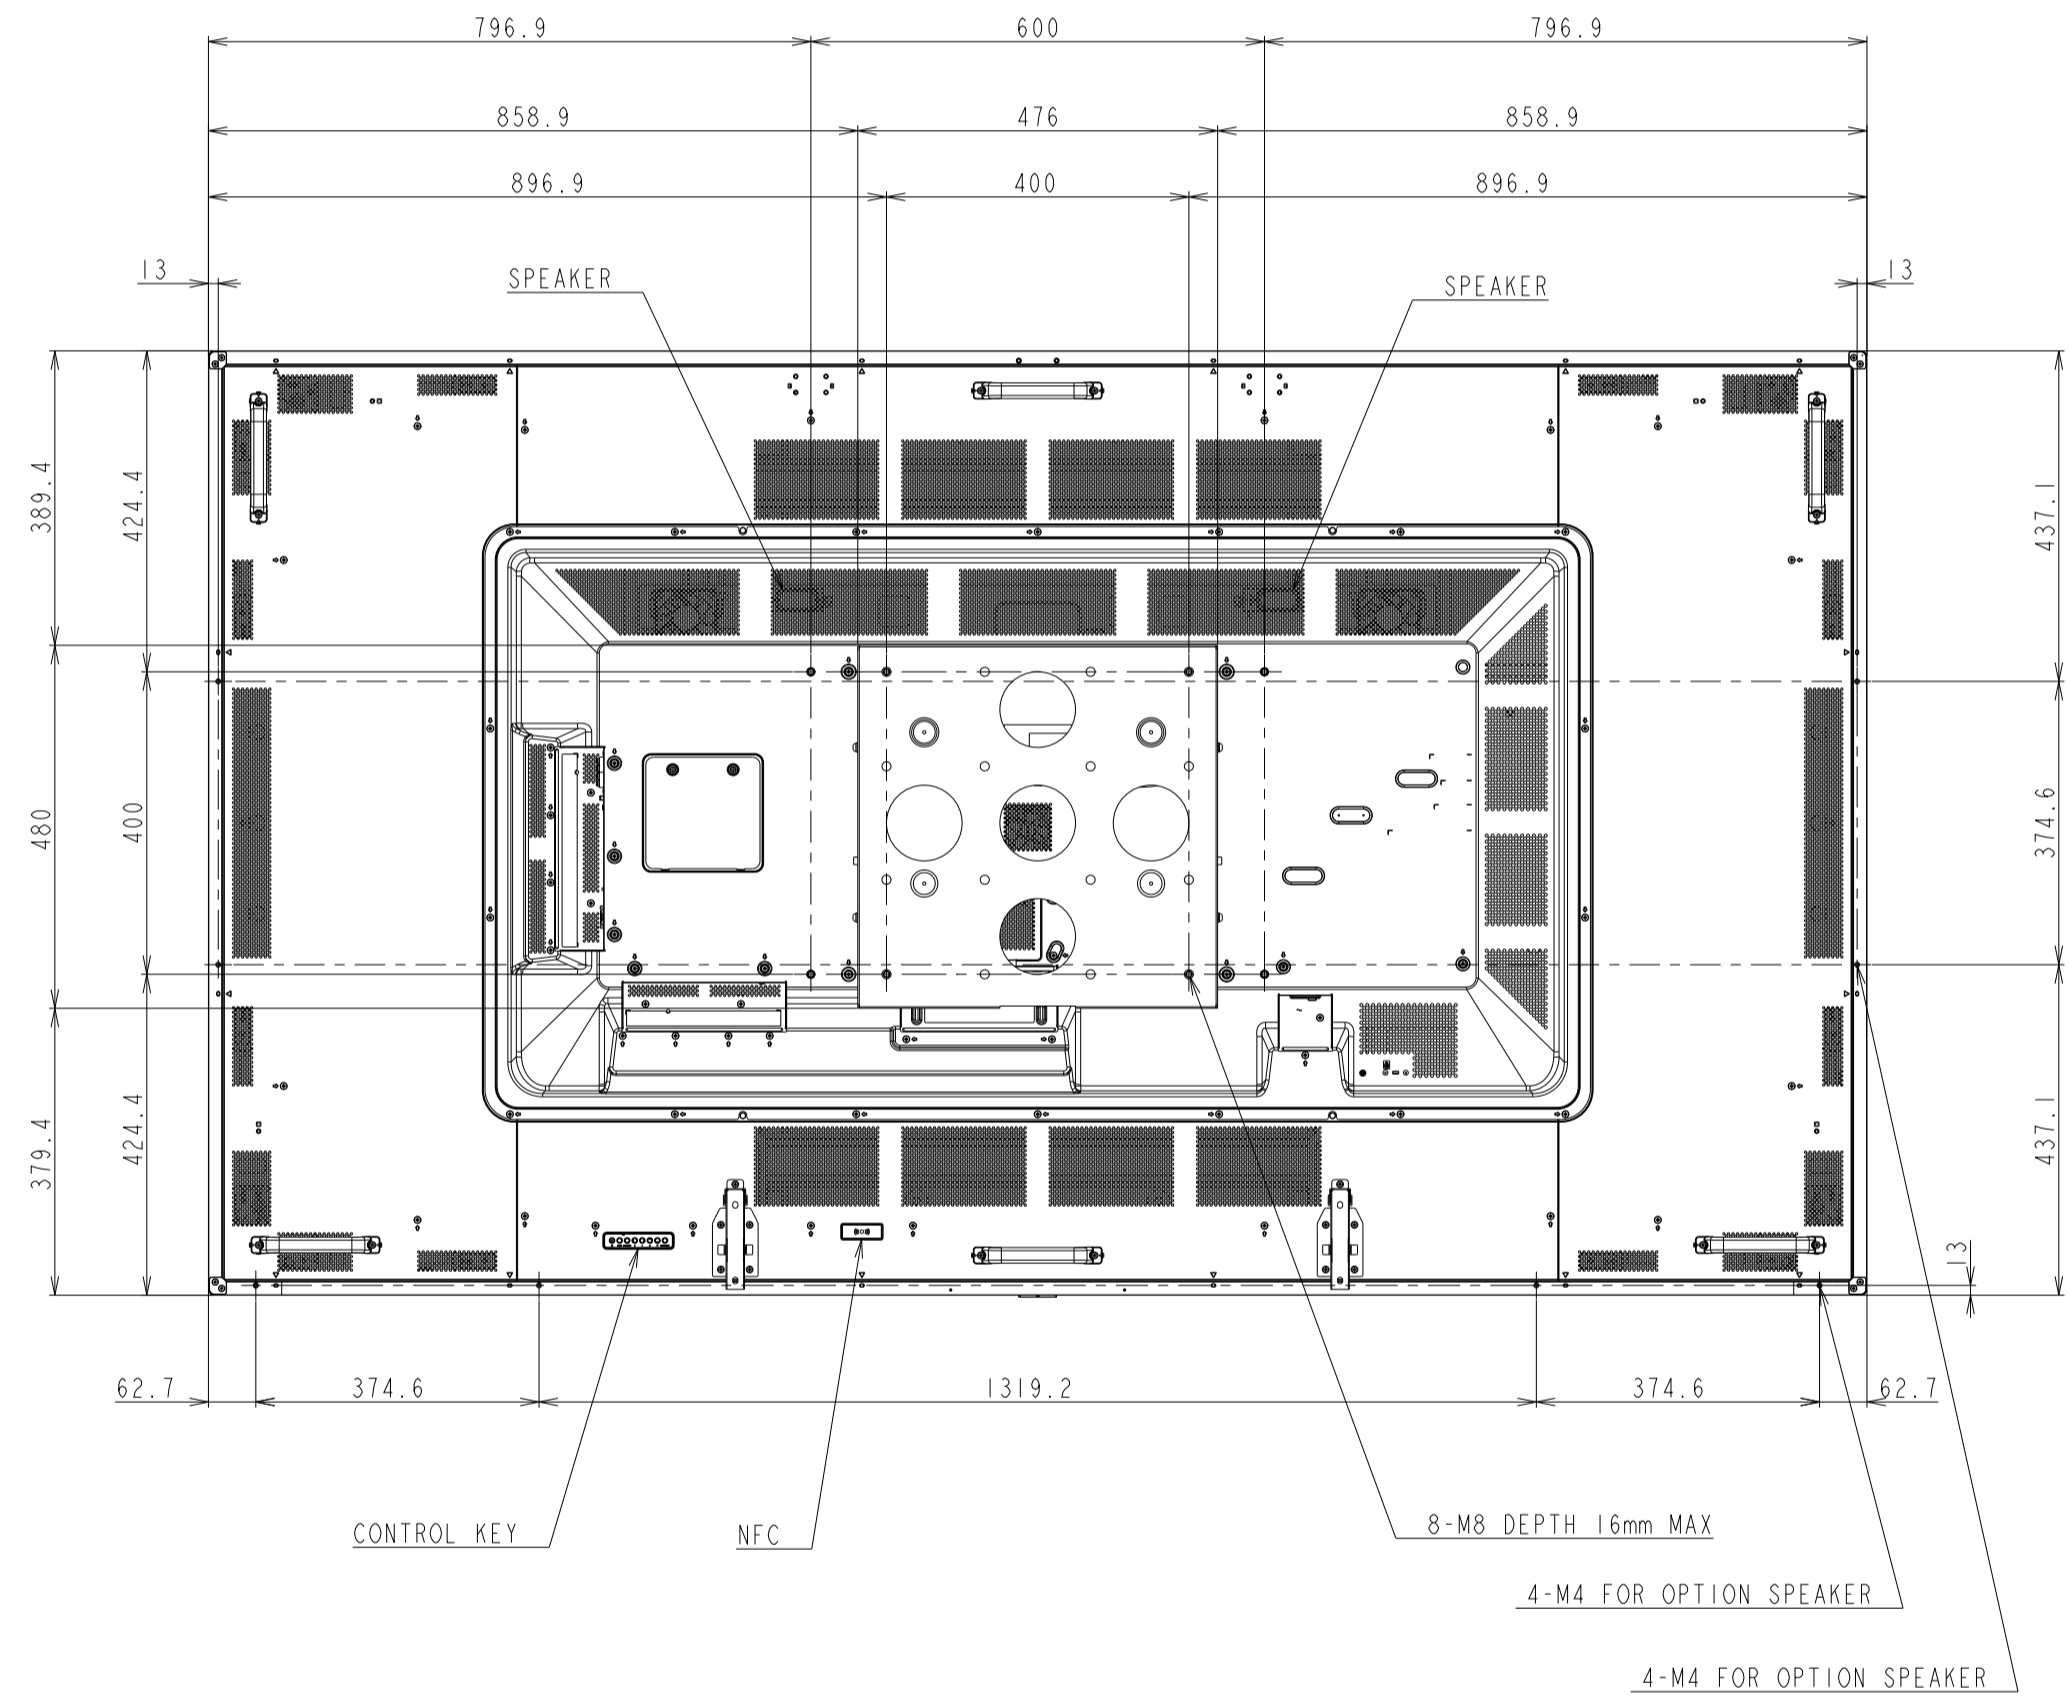 796.9 600 796.9
858.9 476 858.9
896.9 400 896.9
13 13
SPEAKER SPEAKER
389.4 424.4 437.1
480 400 374.6
379.4 424.4 437.1
13
62.7 374.6 1319.2 374.6 62.7
CONTROL KEY NFC 8-M8 DEPTH 16mm MAX
4-M4 FOR OPTION SPEAKER
4-M4 FOR OPTION SPEAKER